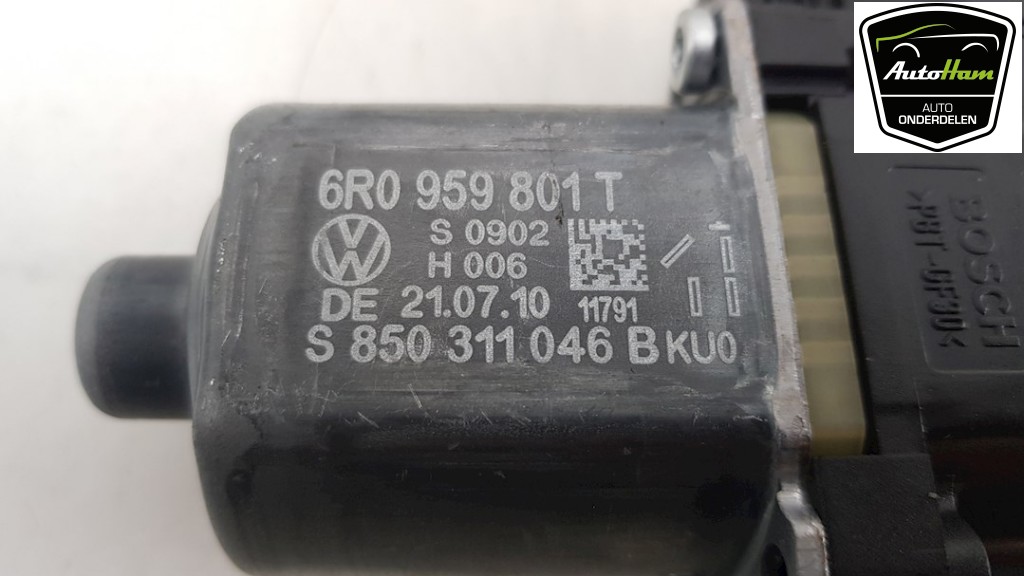 6R0 959 801 T
S 0902
H 006
DE 21.07.10
11791
S 850 311 046 B KU0
BOSCH
AutoHam
AUTO
ONDERDELEN